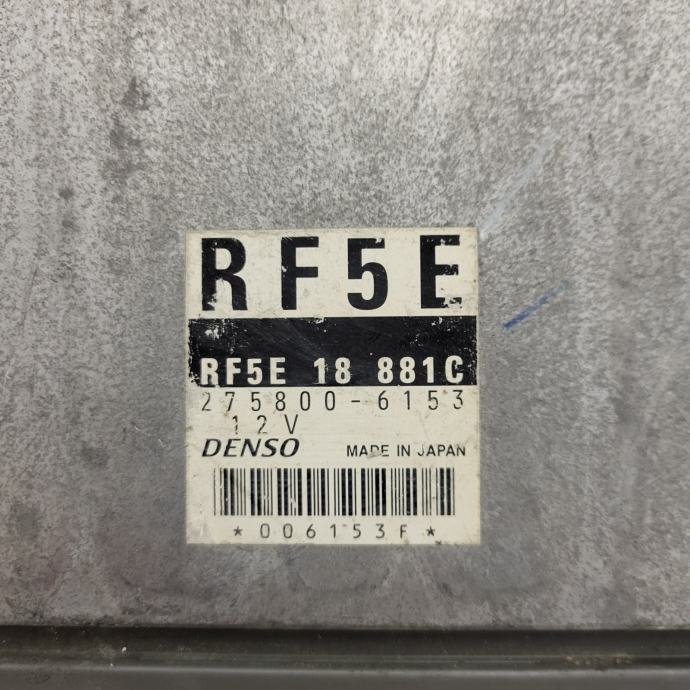 RF5E
RF5E 18 881C
275800-6153
12V
DENSO MADE IN JAPAN
*006153F*